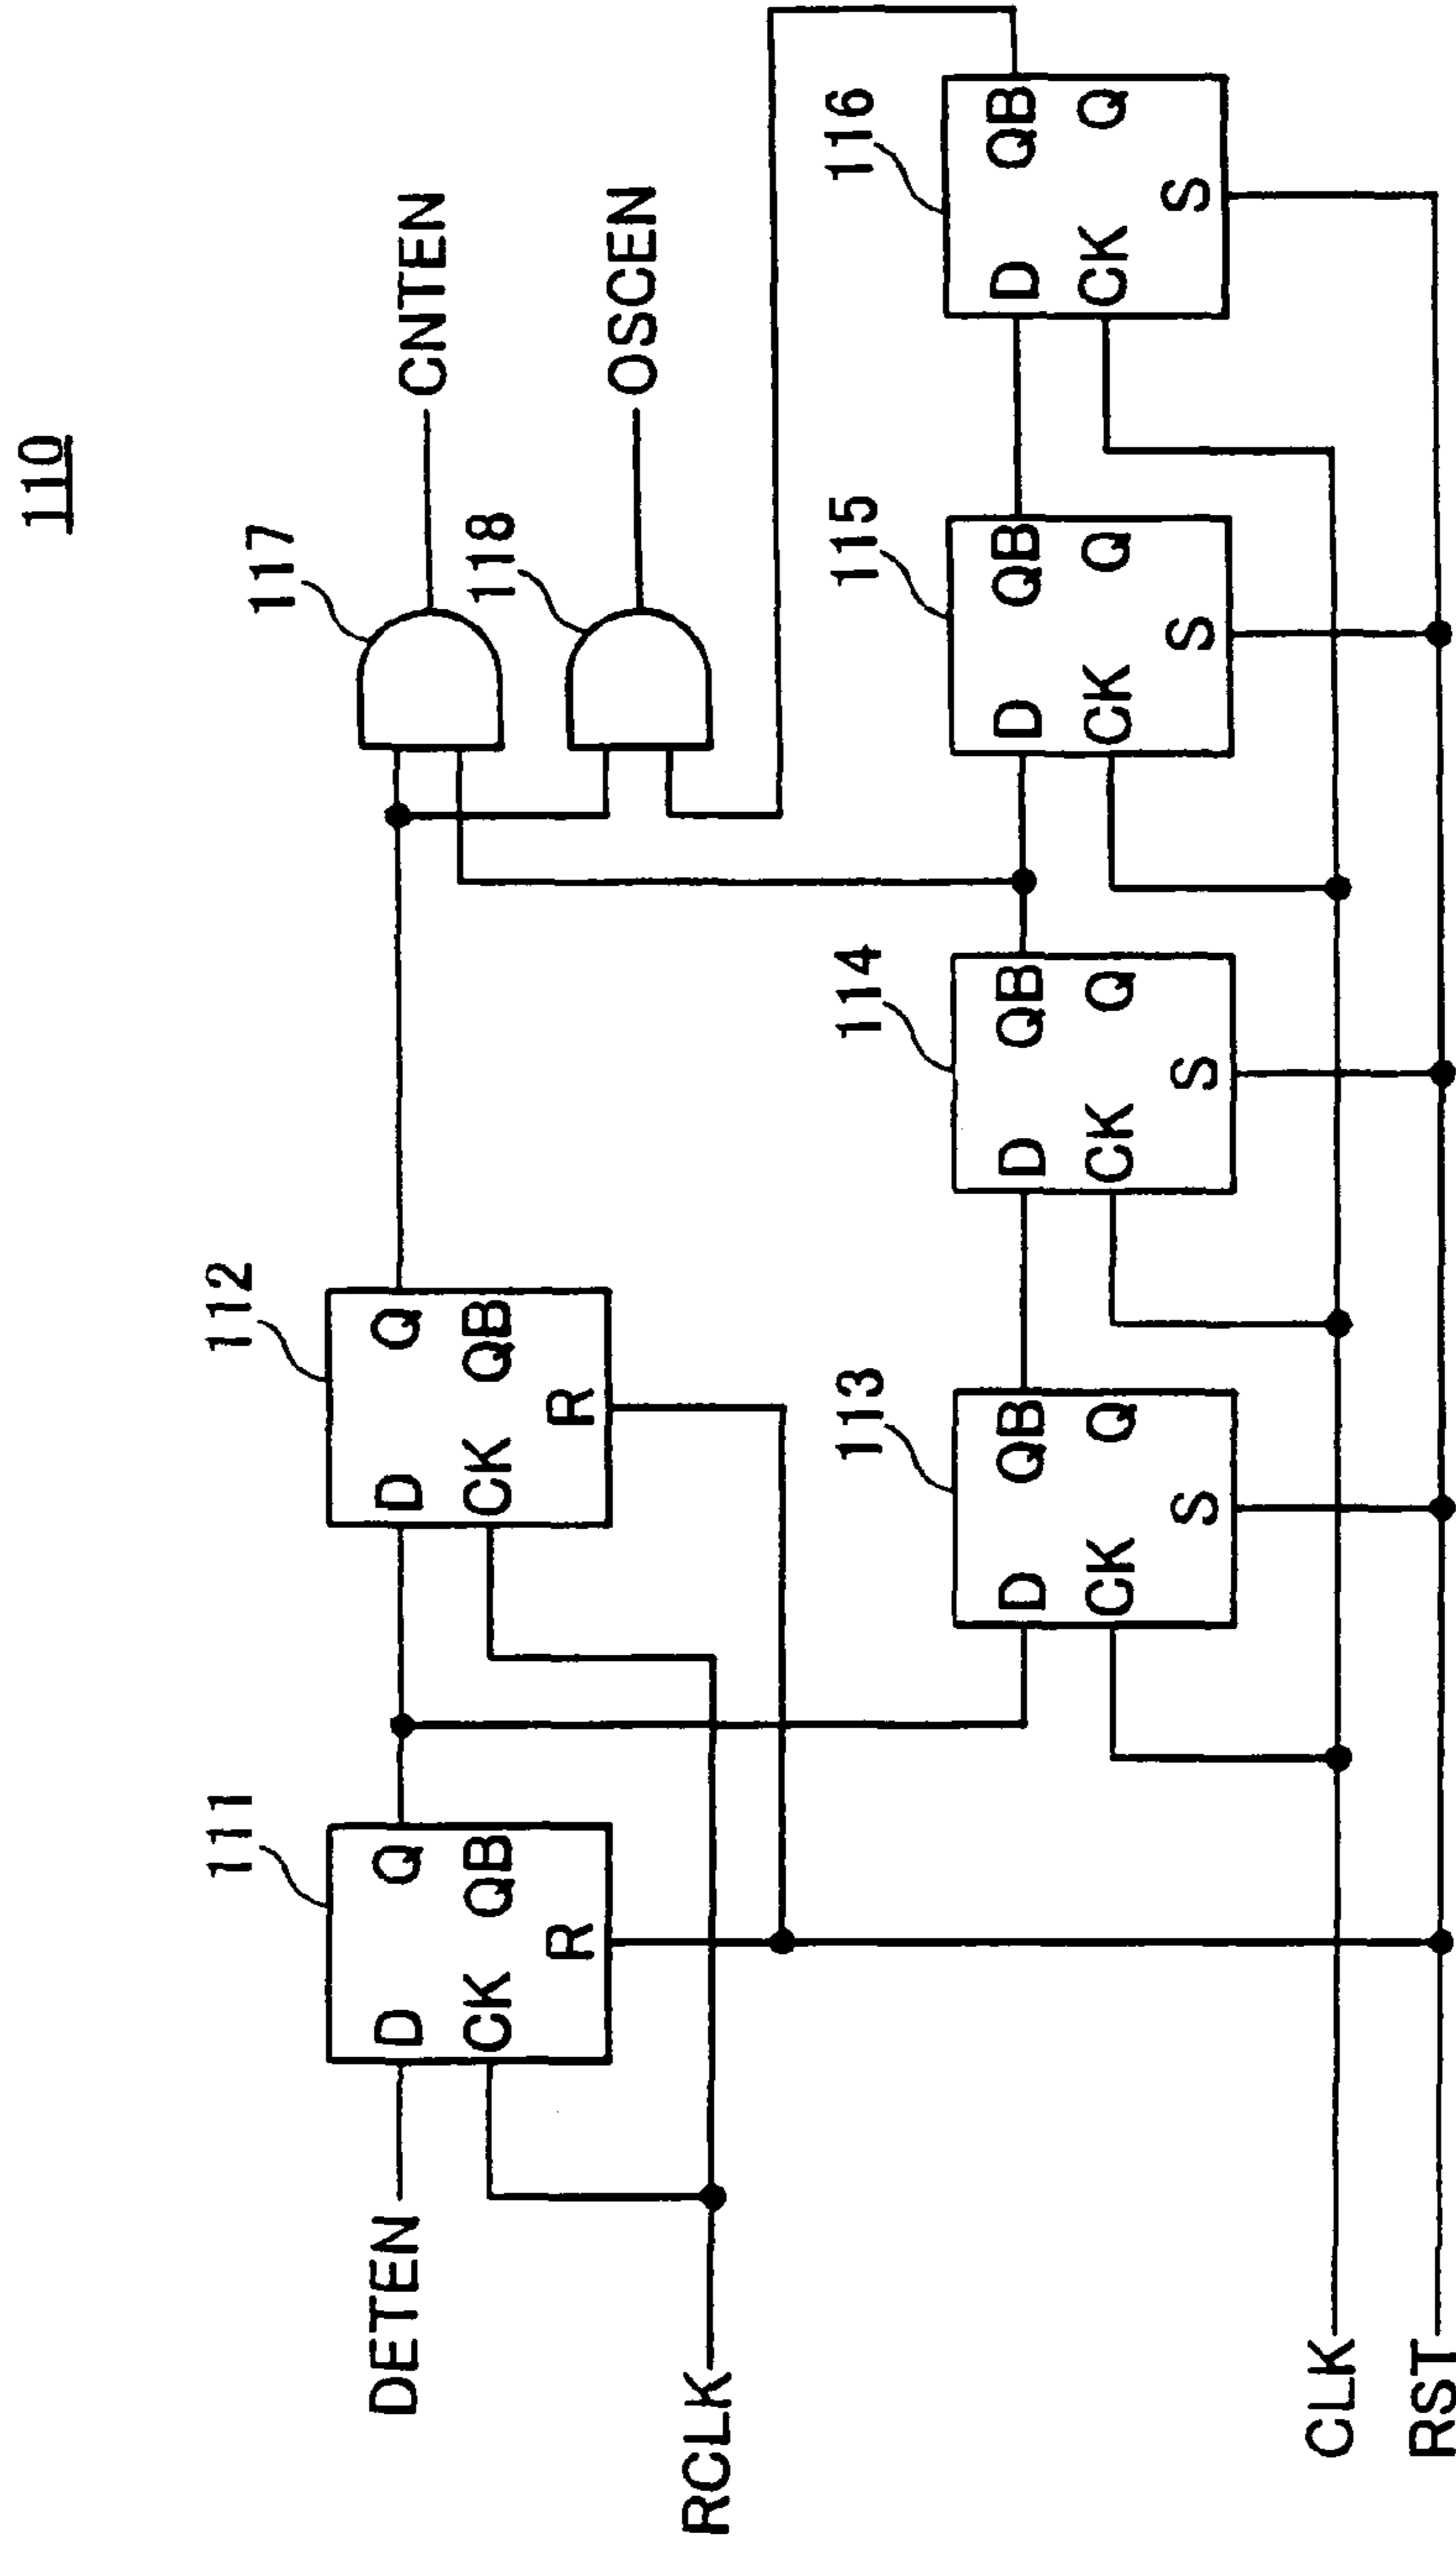 110
DETEN
RCLK
CLK
RST
111
D
Q
CK
QB
R
112
D
Q
CK
QB
R
117
CNTEN
118
OSCEN
113
D
QB
CK
Q
S
114
D
QB
CK
Q
S
115
D
QB
CK
Q
S
116
D
QB
CK
Q
S